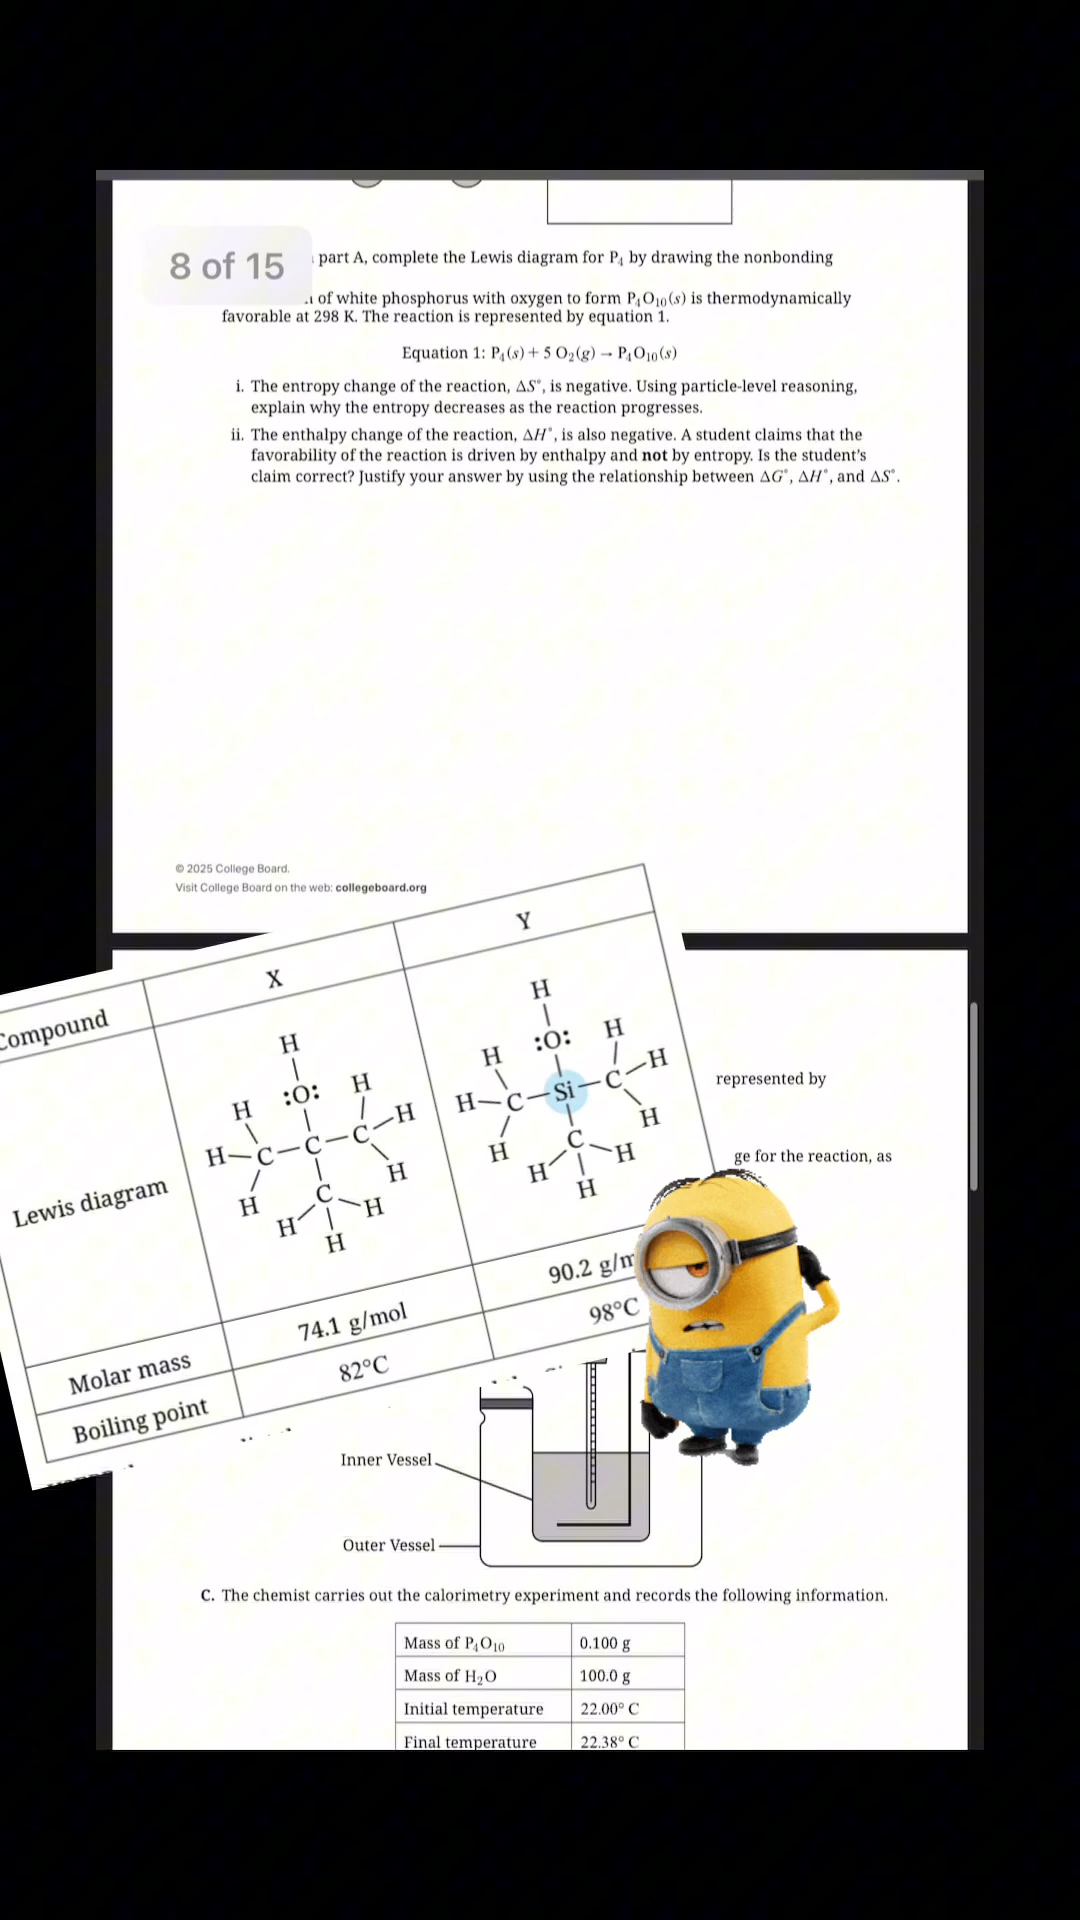 8 of 15
part A, complete the Lewis diagram for P₄ by drawing the nonbonding
of white phosphorus with oxygen to form P₄O₁₀(s) is thermodynamically
favorable at 298 K. The reaction is represented by equation 1.
Equation 1: P₄(s) + 5 O₂(g) → P₄O₁₀(s)
i. The entropy change of the reaction, ΔS°, is negative. Using particle-level reasoning,
explain why the entropy decreases as the reaction progresses.
ii. The enthalpy change of the reaction, ΔH°, is also negative. A student claims that the
favorability of the reaction is driven by enthalpy and not by entropy. Is the student’s
claim correct? Justify your answer by using the relationship between ΔG°, ΔH°, and ΔS°.
© 2025 College Board.
Visit College Board on the web: collegeboard.org
Compound X Y
Lewis diagram
H
H :O: H
H—C—C—C—H
H C H
H H
H
H
H :O: H
H—C—Si—C—H
H C H
H H
H
Molar mass 74.1 g/mol 90.2 g/m
Boiling point 82°C 98°C
represented by
ge for the reaction, as
Inner Vessel
Outer Vessel
C. The chemist carries out the calorimetry experiment and records the following information.
Mass of P₄O₁₀ 0.100 g
Mass of H₂O 100.0 g
Initial temperature 22.00° C
Final temperature 22.38° C